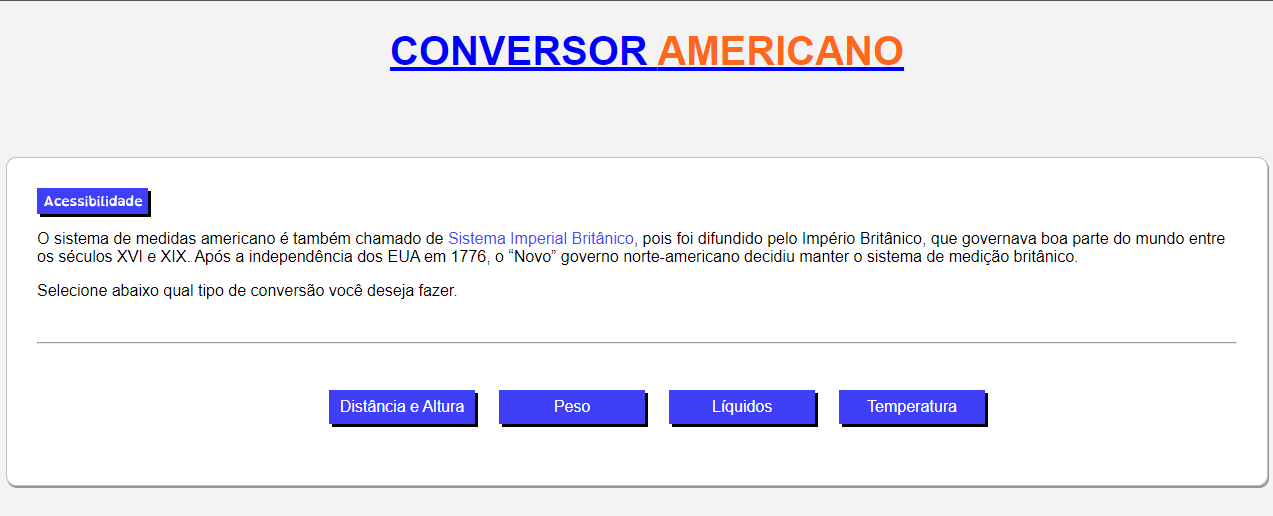 CONVERSOR AMERICANO
Acessibilidade
O sistema de medidas americano é também chamado de Sistema Imperial Britânico, pois foi difundido pelo Império Britânico, que governava boa parte do mundo entre
os séculos XVI e XIX. Após a independência dos EUA em 1776, o “Novo” governo norte-americano decidiu manter o sistema de medição britânico.
Selecione abaixo qual tipo de conversão você deseja fazer.
Distância e Altura Peso Líquidos Temperatura